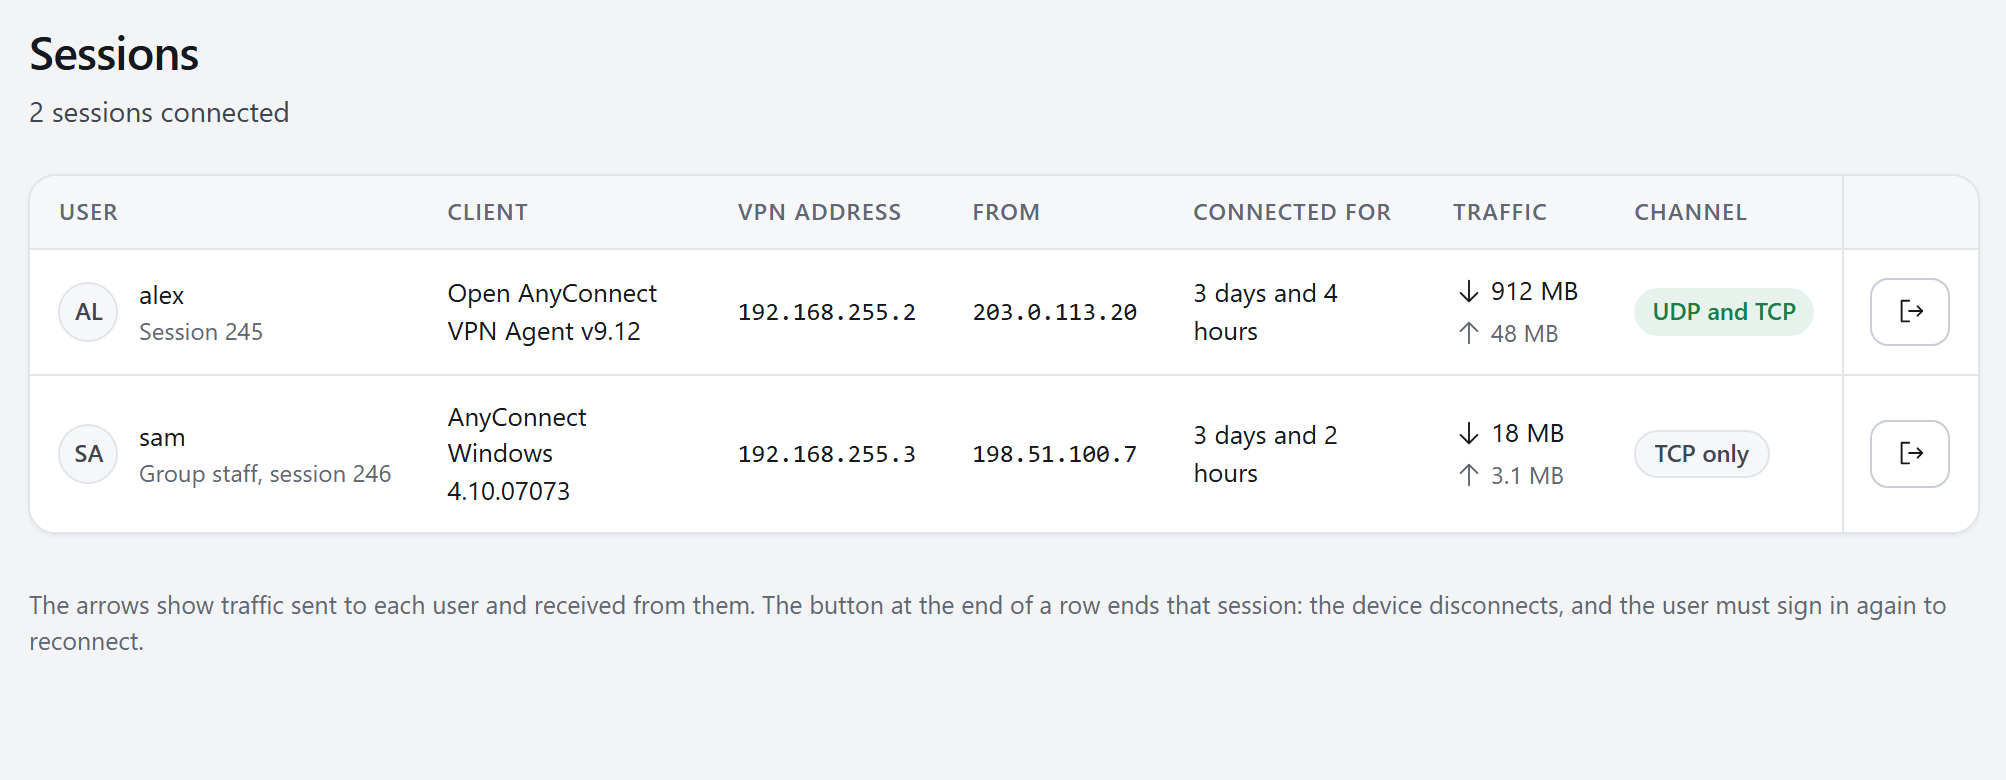 Sessions
2 sessions connected
USER CLIENT VPN ADDRESS FROM CONNECTED FOR TRAFFIC CHANNEL
AL
alex
Session 245
Open AnyConnect
VPN Agent v9.12
192.168.255.2
203.0.113.20
3 days and 4
hours
↓ 912 MB
↑ 48 MB
UDP and TCP
SA
sam
Group staff, session 246
AnyConnect
Windows
4.10.07073
192.168.255.3
198.51.100.7
3 days and 2
hours
↓ 18 MB
↑ 3.1 MB
TCP only
The arrows show traffic sent to each user and received from them. The button at the end of a row ends that session: the device disconnects, and the user must sign in again to
reconnect.